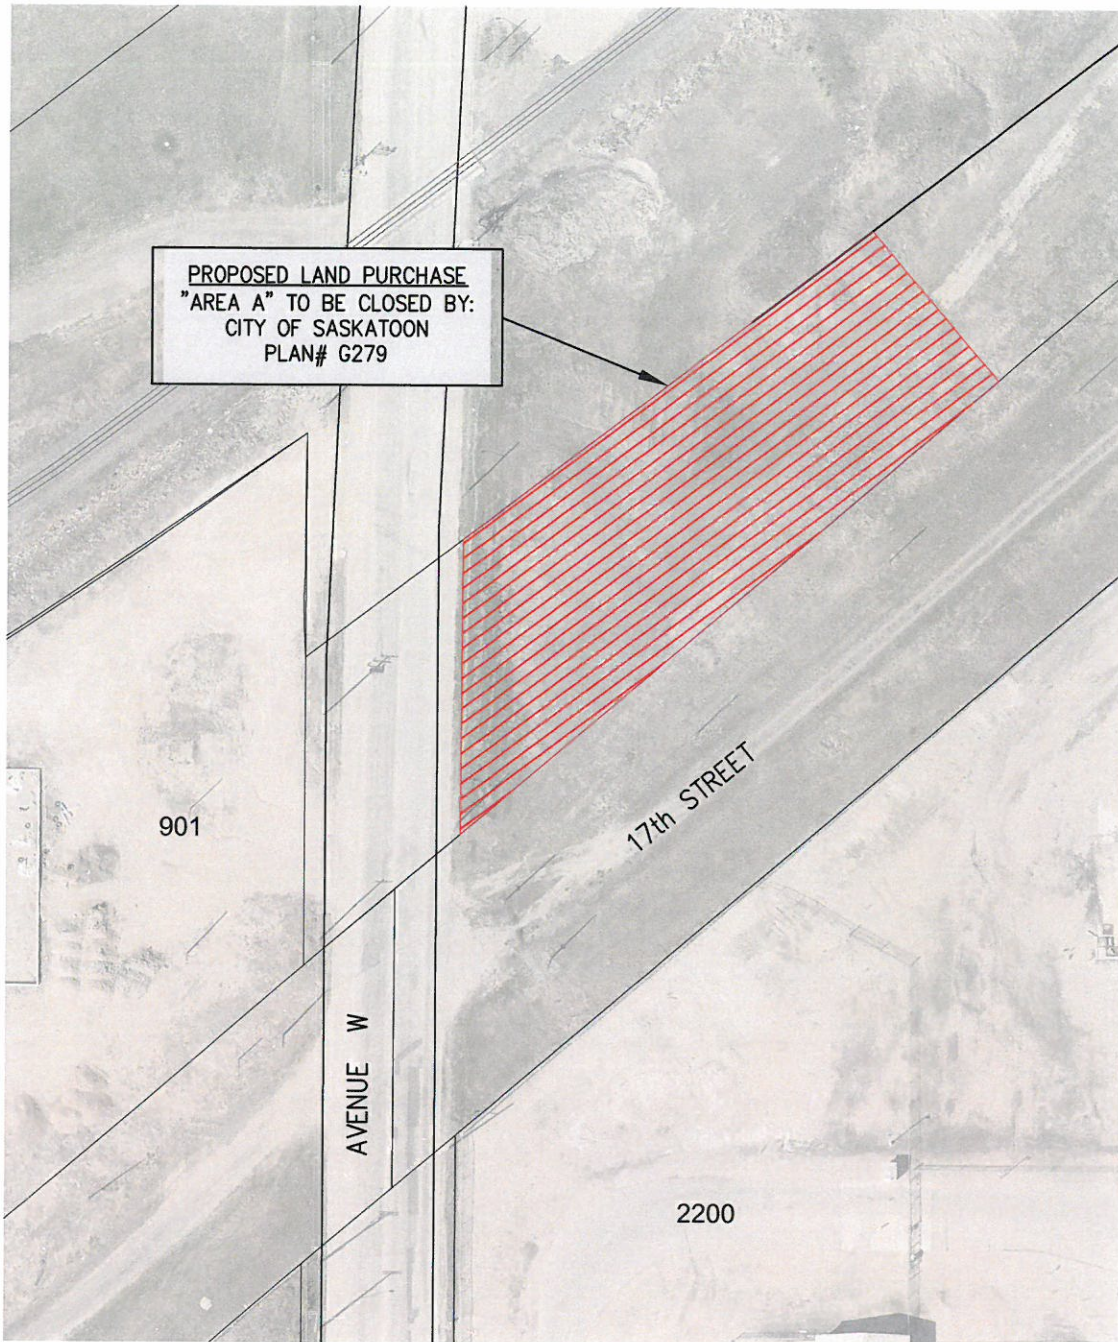 PROPOSED LAND PURCHASE
"AREA A" TO BE CLOSED BY:
CITY OF SASKATOON
PLAN# G279
17th STREET
901
AVENUE W
2200